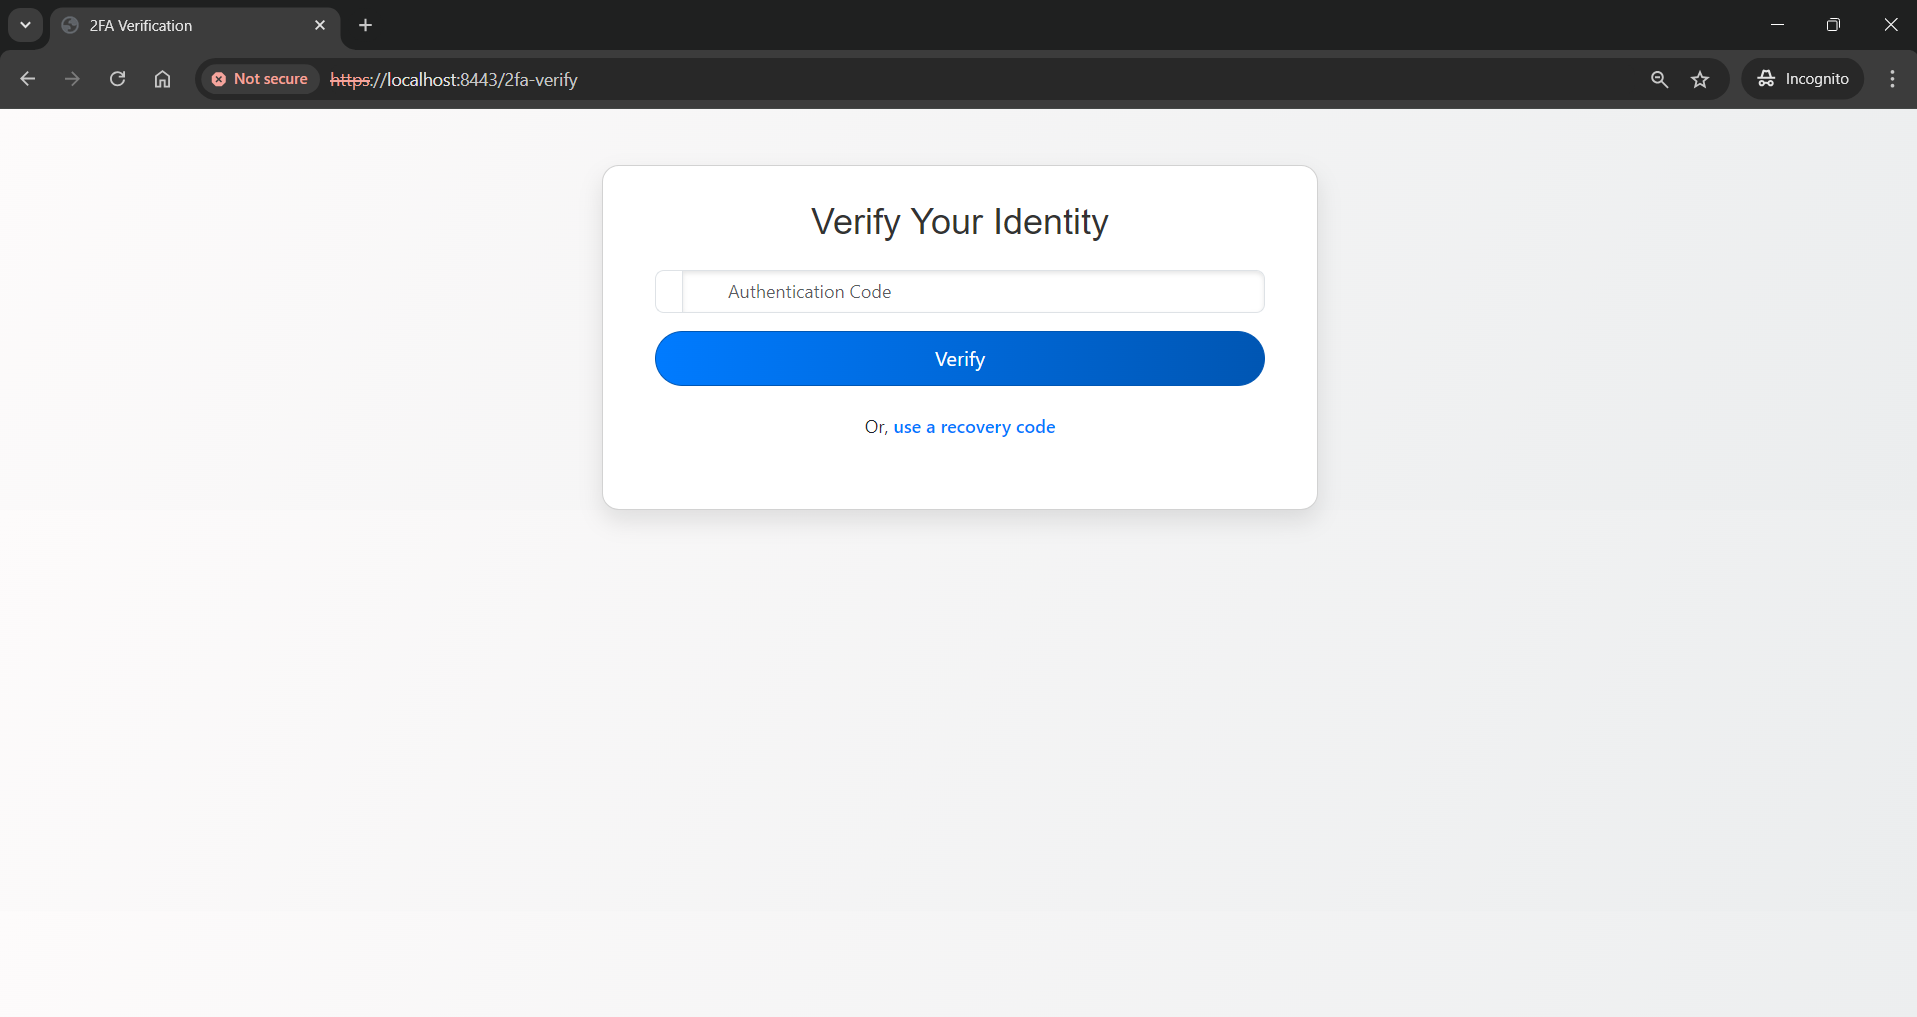 2FA Verification
Not secure
https://localhost:8443/2fa-verify
Incognito
Verify Your Identity
Authentication Code
Verify
Or, use a recovery code